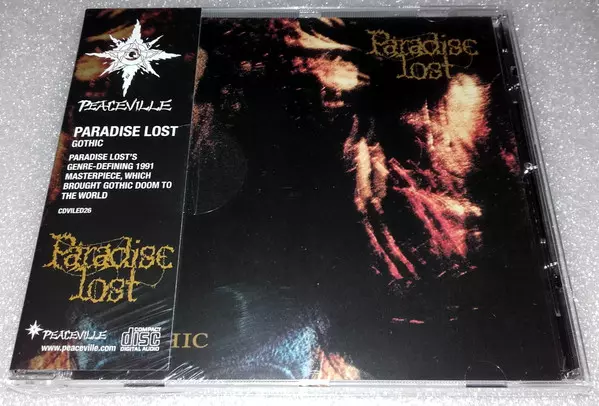 PEACEVILLE
PARADISE LOST
GOTHIC
PARADISE LOST'S
GENRE-DEFINING 1991
MASTERPIECE, WHICH
BROUGHT GOTHIC DOOM TO
THE WORLD
CDVILED26
Paradise
lost
PEACEVILLE
www.peaceville.com
COMPACT
disc
DIGITAL AUDIO
Paradise
lost
HIC